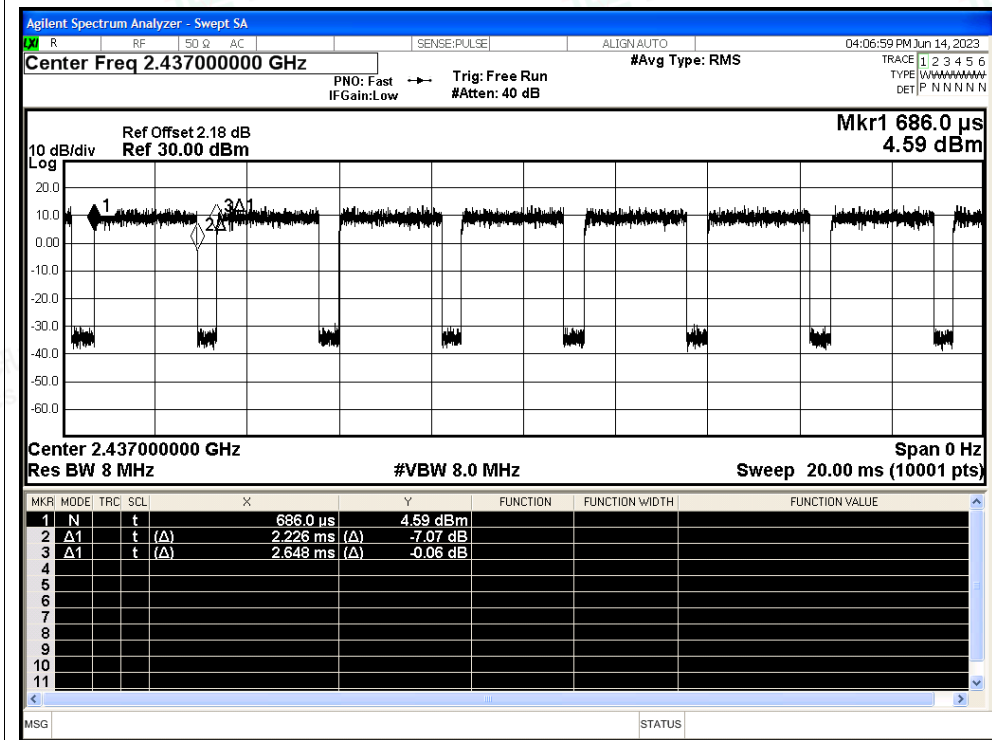 Agilent Spectrum Analyzer - Swept SA
LXI R RF 50 Ω AC SENSE:PULSE ALIGN AUTO 04:06:59 PM Jun 14, 2023
Center Freq 2.437000000 GHz #Avg Type: RMS TRACE 1 2 3 4 5 6
PNO: Fast Trig: Free Run TYPE
IFGain:Low #Atten: 40 dB DET P N N N N N
Mkr1 686.0 µs
Ref Offset 2.18 dB
10 dB/div Ref 30.00 dBm 4.59 dBm
Log
20.0
1 3Δ1
10.0
2Δ1
0.00
-10.0
-20.0
-30.0
-40.0
-50.0
-60.0
Center 2.437000000 GHz Span 0 Hz
Res BW 8 MHz #VBW 8.0 MHz Sweep 20.00 ms (10001 pts)
MKR MODE TRC SCL X Y FUNCTION FUNCTION WIDTH FUNCTION VALUE
1 N t 686.0 µs 4.59 dBm
2 Δ1 t (Δ) 2.226 ms (Δ) -7.07 dB
3 Δ1 t (Δ) 2.648 ms (Δ) -0.06 dB
4
5
6
7
8
9
10
11
MSG STATUS